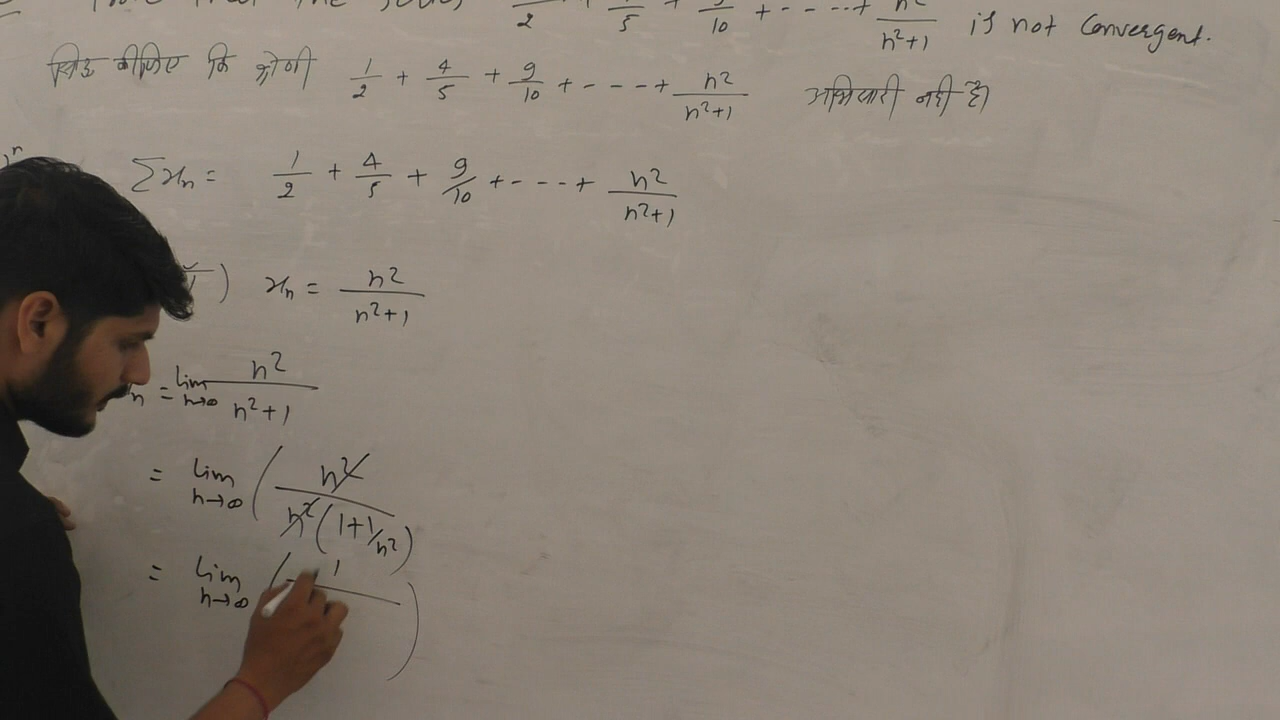 the series 1/2 + 4/5 + 9/10 + - - - - + n²/(n²+1) is not Convergent.
सिद्ध कीजिए कि श्रेणी 1/2 + 4/5 + 9/10 + - - - + n²/(n²+1) अभिसारी नहीं है।
Σxₙ = 1/2 + 4/5 + 9/10 + - - - - + n²/(n²+1)
) xₙ = n²/(n²+1)
n = lim n→∞ n²/(n²+1)
= lim n→∞ (n²/n²(1+1/n²))
= lim n→∞ (1/ )